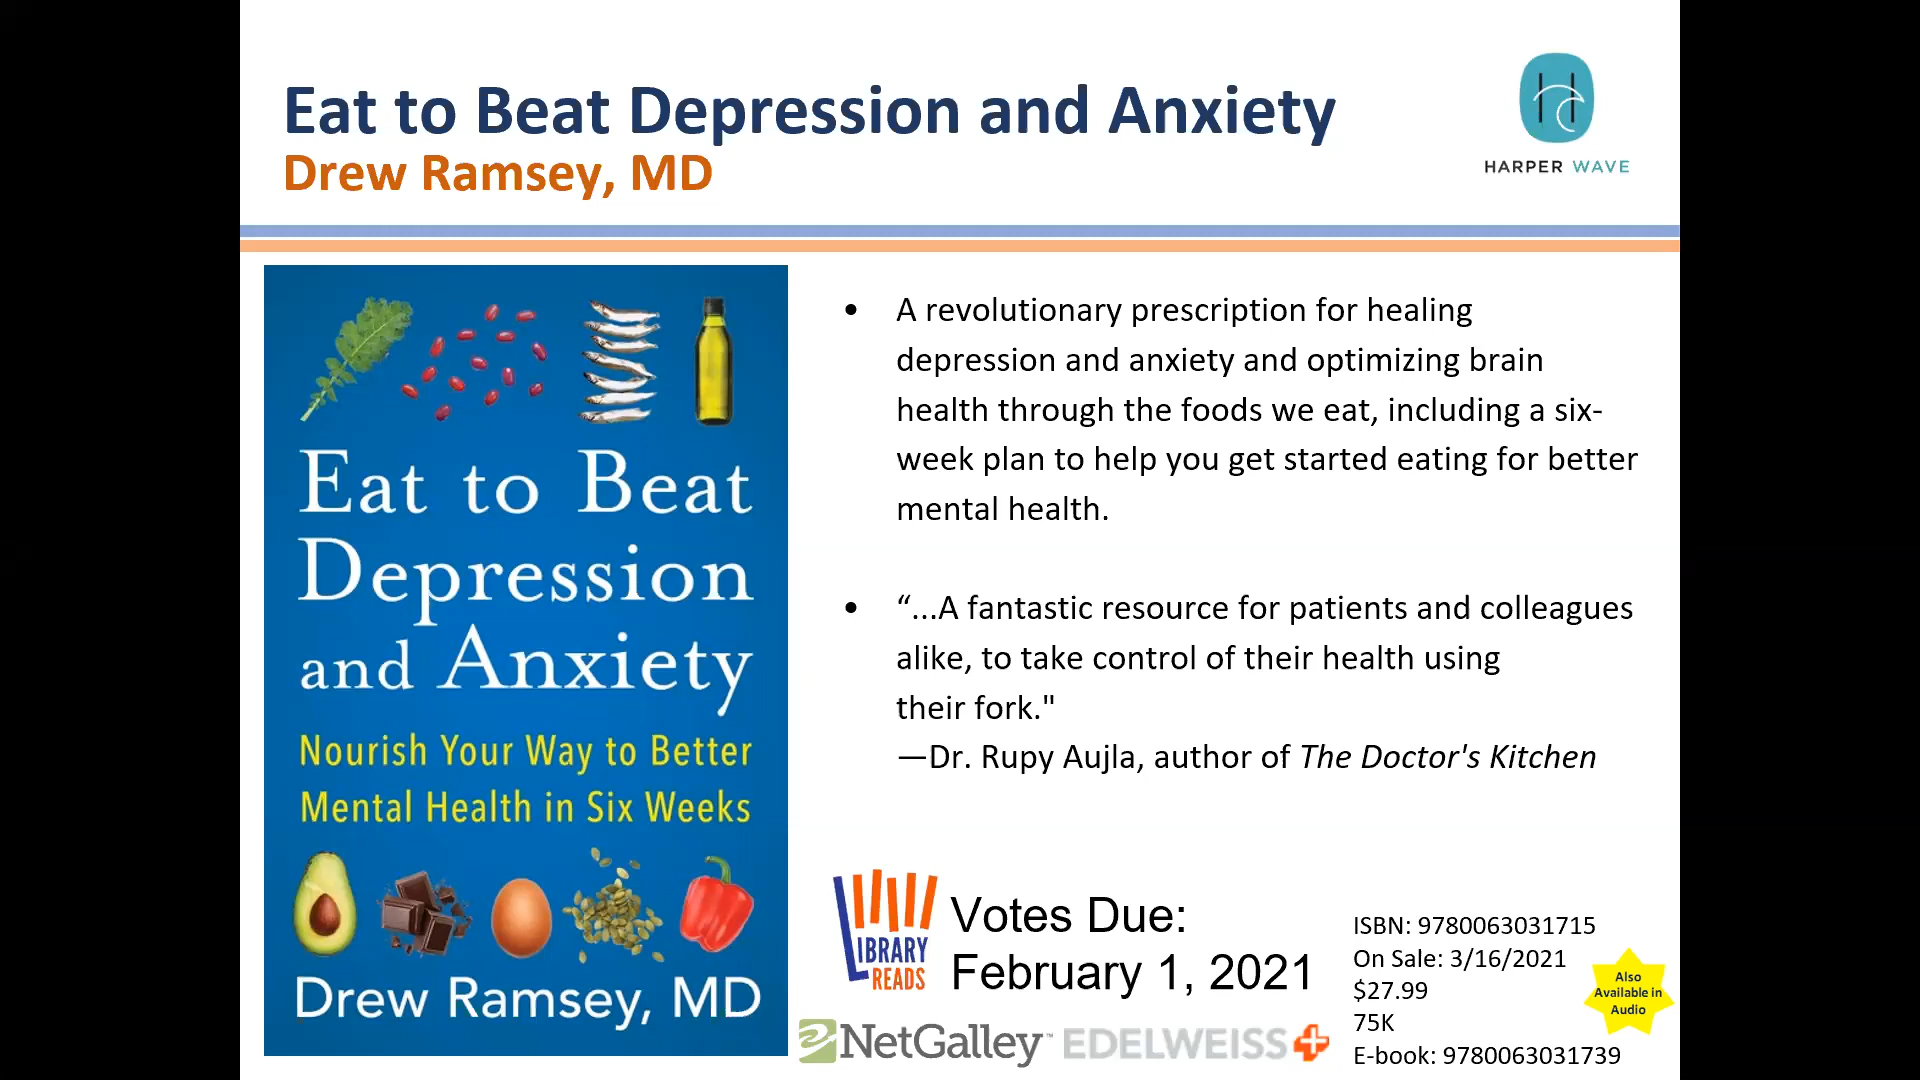 Eat to Beat Depression and Anxiety
Drew Ramsey, MD
HARPER WAVE
Eat to Beat
Depression
and Anxiety
Nourish Your Way to Better
Mental Health in Six Weeks
Drew Ramsey, MD
• A revolutionary prescription for healing
depression and anxiety and optimizing brain
health through the foods we eat, including a six-
week plan to help you get started eating for better
mental health.
• “...A fantastic resource for patients and colleagues
alike, to take control of their health using
their fork."
—Dr. Rupy Aujla, author of The Doctor's Kitchen
LIBRARY
READS
Votes Due:
February 1, 2021
NetGalley™ EDELWEISS+
ISBN: 9780063031715
On Sale: 3/16/2021
$27.99
75K
E-book: 9780063031739
Also
Available in
Audio